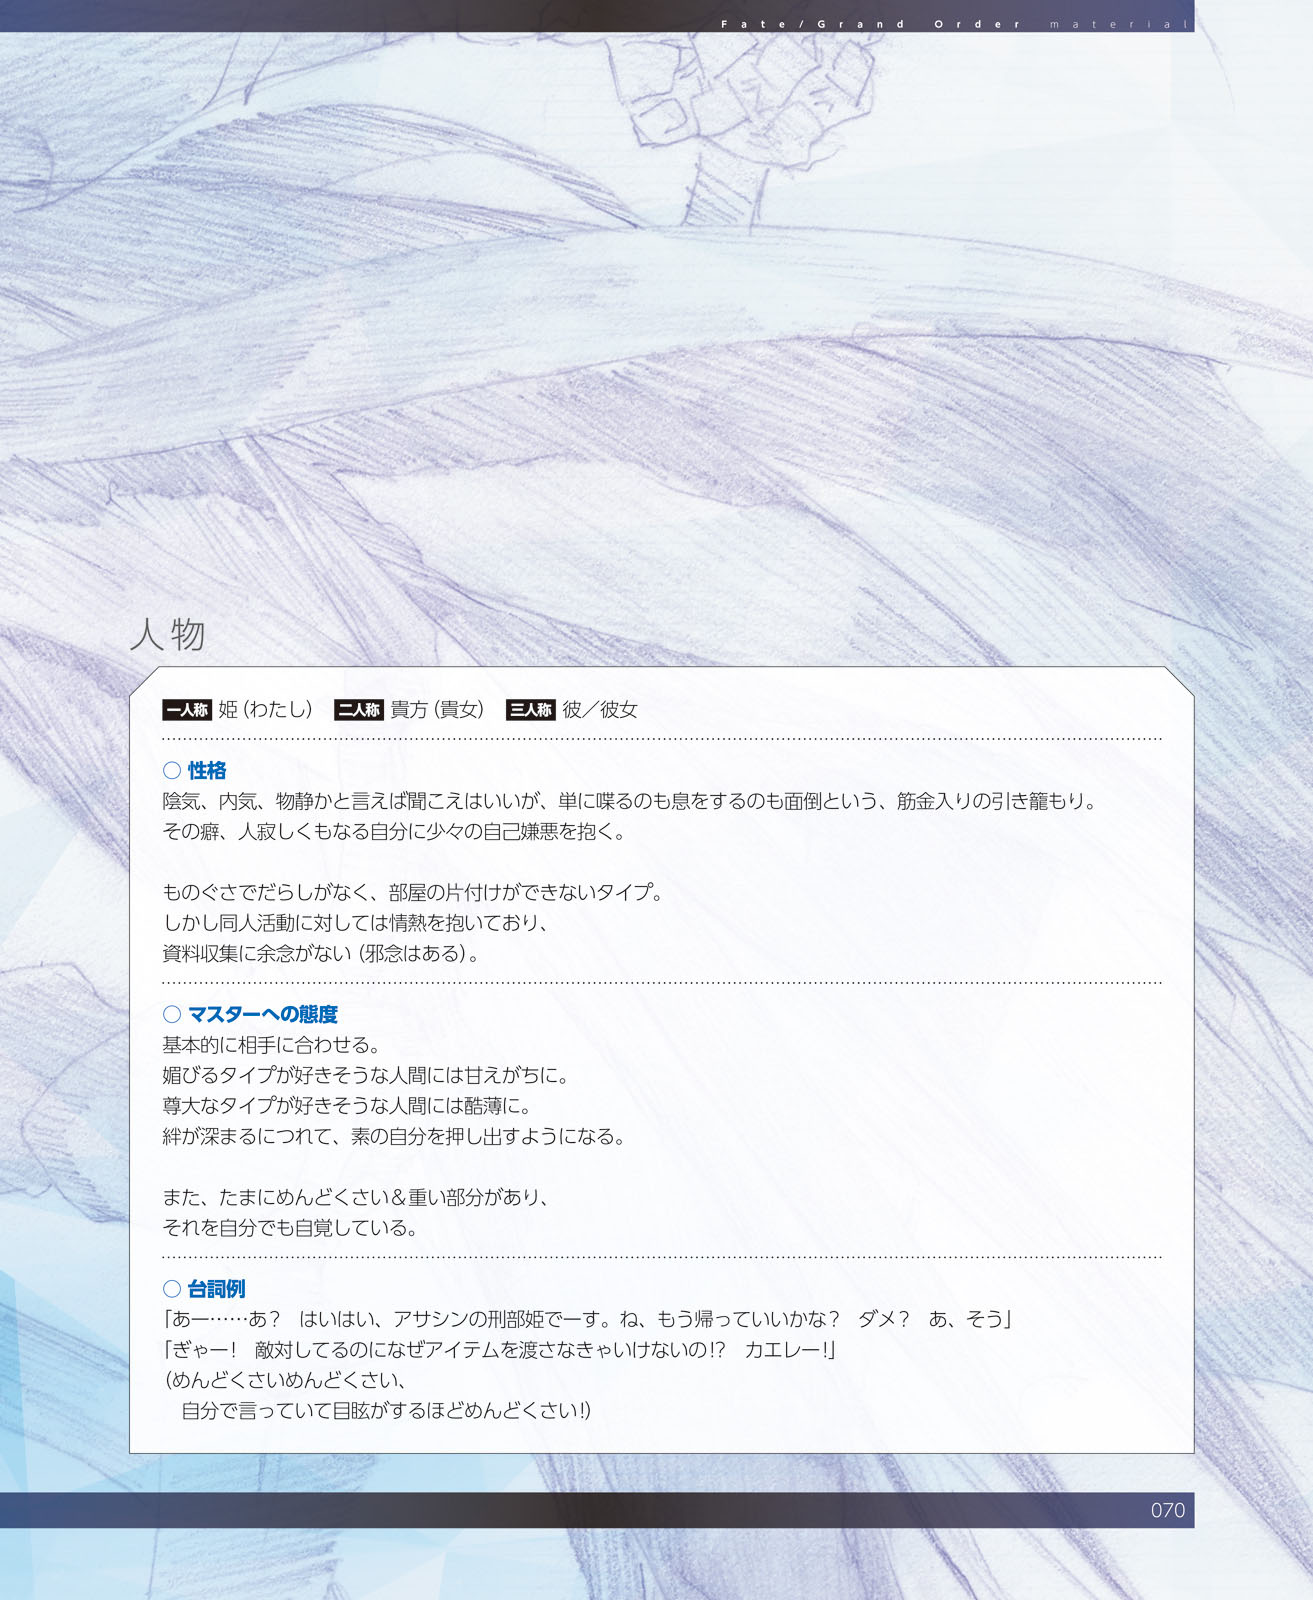 Fate/Grand Order material
人物
一人称 姫（わたし） 二人称 貴方（貴女） 三人称 彼／彼女
○ 性格
陰気、内気、物静かと言えば聞こえはいいが、単に喋るのも息をするのも面倒という、筋金入りの引き籠もり。
その癖、人寂しくもなる自分に少々の自己嫌悪を抱く。
ものぐさでだらしがなく、部屋の片付けができないタイプ。
しかし同人活動に対しては情熱を抱いており、
資料収集に余念がない（邪念はある）。
○ マスターへの態度
基本的に相手に合わせる。
媚びるタイプが好きそうな人間には甘えがちに。
尊大なタイプが好きそうな人間には酷薄に。
絆が深まるにつれて、素の自分を押し出すようになる。
また、たまにめんどくさい＆重い部分があり、
それを自分でも自覚している。
○ 台詞例
「あー……あ？　はいはい、アサシンの刑部姫でーす。ね、もう帰っていいかな？　ダメ？　あ、そう」
「ぎゃー！　敵対してるのになぜアイテムを渡さなきゃいけないの!?　カエレー！」
（めんどくさいめんどくさい、
　自分で言っていて目眩がするほどめんどくさい！）
070